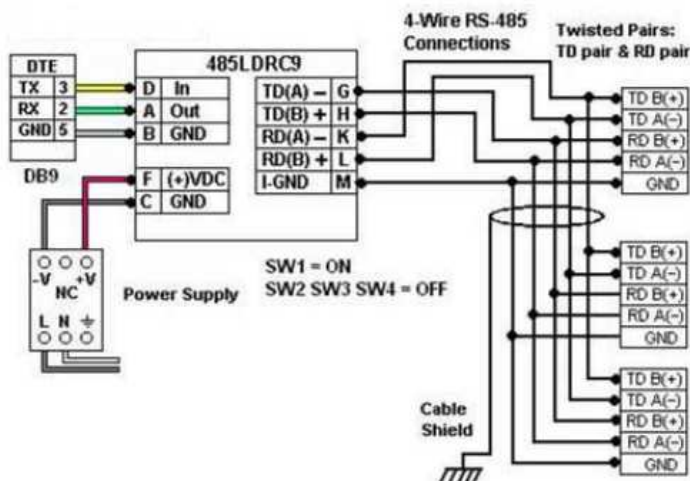 4-Wire RS-485
Connections
Twisted Pairs:
TD pair & RD pair
DTE
TX 3
RX 2
GND 5
DB9
485LDRC9
D In
A Out
B GND
F (+)VDC
C GND
TD(A) – G
TD(B) + H
RD(A) – K
RD(B) + L
I-GND M
TD B(+)
TD A(–)
RD B(+)
RD A(–)
GND
SW1 = ON
SW2 SW3 SW4 = OFF
-V +V
NC
L N
Power Supply
TD B(+)
TD A(–)
RD B(+)
RD A(–)
GND
Cable
Shield
TD B(+)
TD A(–)
RD B(+)
RD A(–)
GND